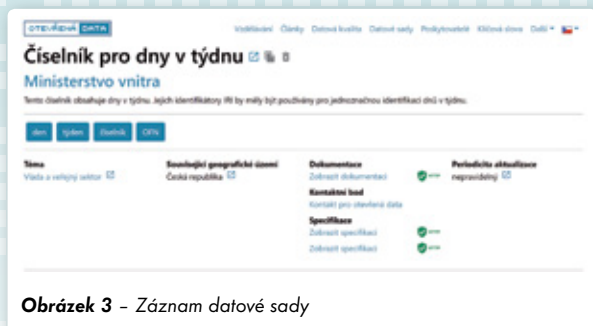 OTEVŘENÁ DATA
Vzdělávání Články Datová kvalita Datové sady Poskytovatelé Klíčová slova Další
Číselník pro dny v týdnu
Ministerstvo vnitra
Tento číselník obsahuje dny v týdnu. Jejich identifikátory IRI by měly být používány pro jednoznačnou identifikaci dnů v týdnu.
den týden číselník OFN
Téma
Vláda a veřejný sektor
Související geografické území
Česká republika
Dokumentace
Zobrazit dokumentaci
Kontaktní bod
Kontakt pro otevřená data
Specifikace
Zobrazit specifikaci
Zobrazit specifikaci
Periodicita aktualizace
nepravidelný
Obrázek 3 – Záznam datové sady